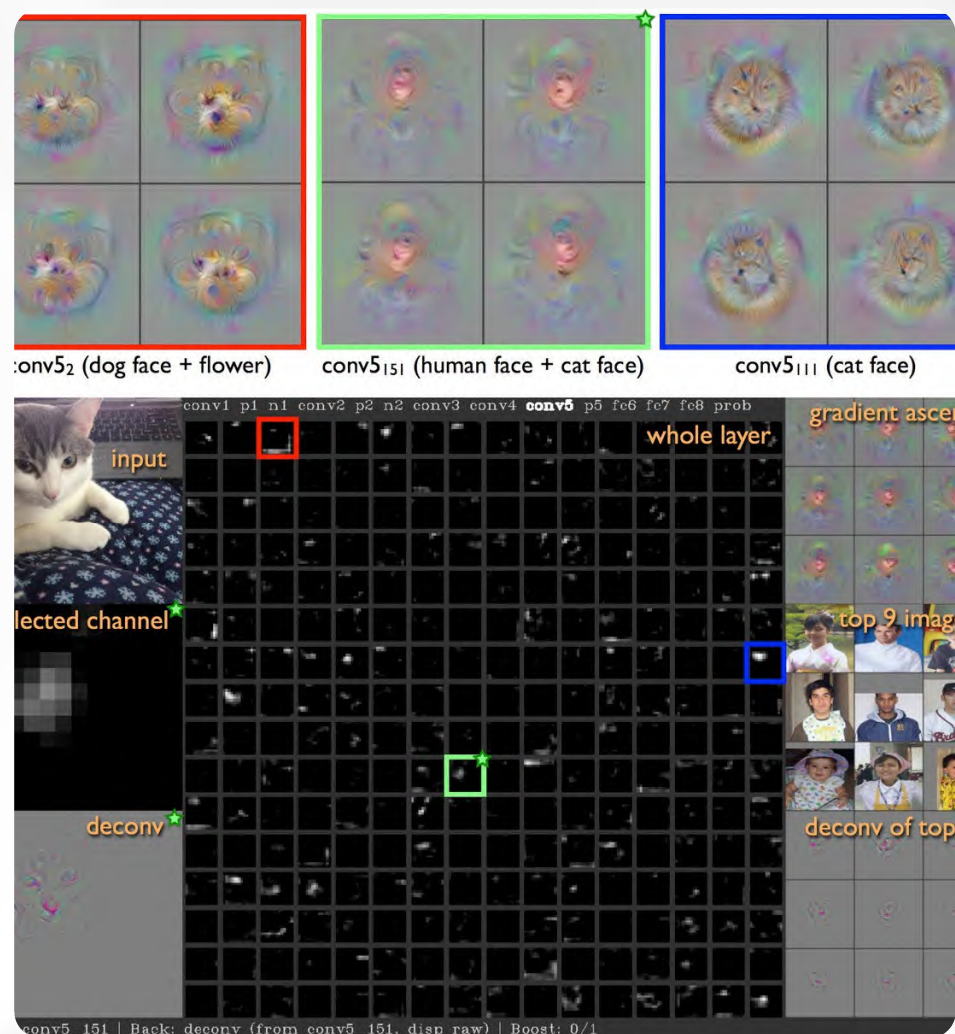 conv5₂ (dog face + flower)
conv5₁₅₁ (human face + cat face)
conv5₁₁₁ (cat face)
conv1 p1 n1 conv2 p2 n2 conv3 conv4 conv5 p5 fc6 fc7 fc8 prob
input
whole layer
gradient ascen
lected channel
top 9 imag
deconv
deconv of top
conv5_151 | Back: deconv (from conv5_151, disp raw) | Boost: 0/1